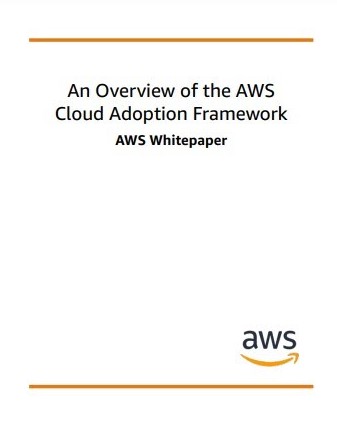 An Overview of the AWS
Cloud Adoption Framework
AWS Whitepaper
aws